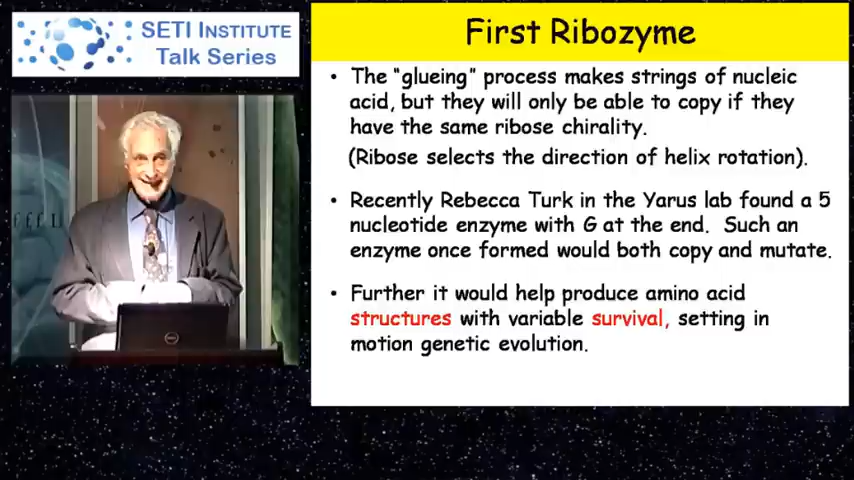 SETI INSTITUTE
Talk Series
First Ribozyme
• The “glueing” process makes strings of nucleic
acid, but they will only be able to copy if they
have the same ribose chirality.
(Ribose selects the direction of helix rotation).
• Recently Rebecca Turk in the Yarus lab found a 5
nucleotide enzyme with G at the end. Such an
enzyme once formed would both copy and mutate.
• Further it would help produce amino acid
structures with variable survival, setting in
motion genetic evolution.
DELL